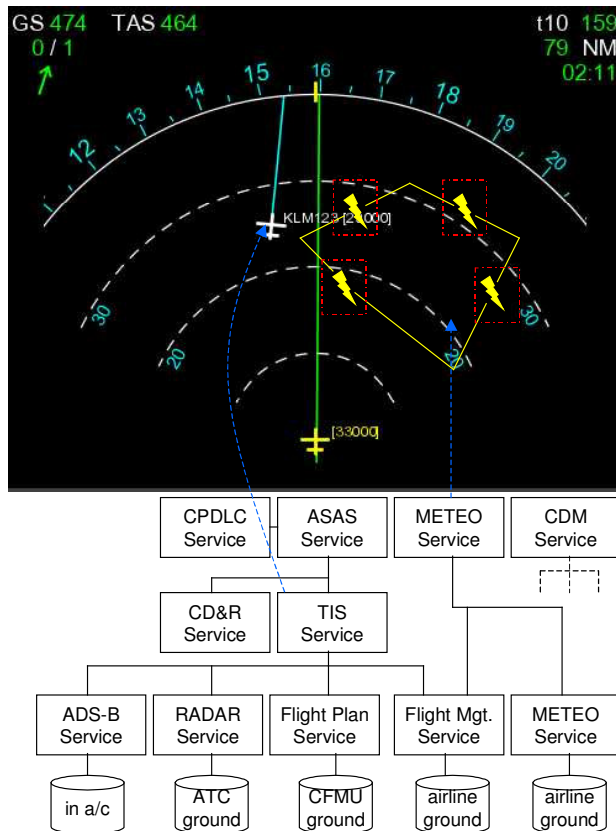 GS 474 TAS 464
t10 159
0 / 1
79 NM
02:11
12
13
14
15
16
17
18
19
20
KLM123
30
30
20
20
[33000]
CPDLC
Service
ASAS
Service
METEO
Service
CDM
Service
CD&R
Service
TIS
Service
ADS-B
Service
RADAR
Service
Flight Plan
Service
Flight Mgt.
Service
METEO
Service
in a/c
ATC
ground
CFMU
ground
airline
ground
airline
ground